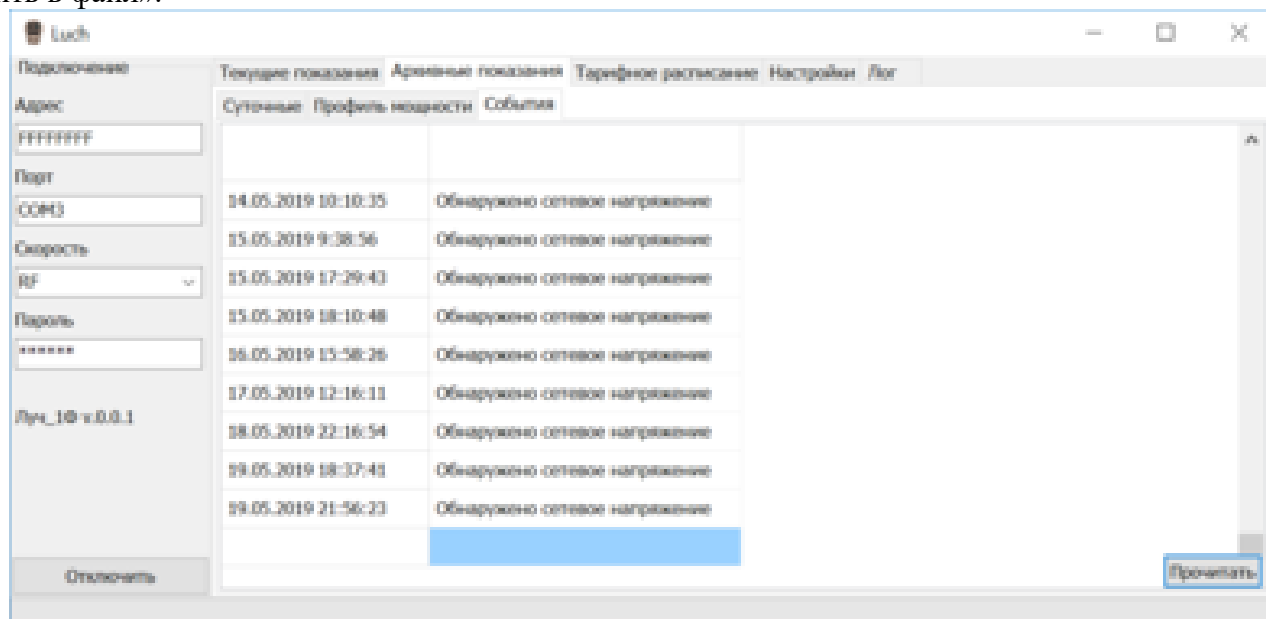 ить в файл».
Luch
Подключение
Текущие показания Архивные показания Тарифное расписание Настройки Лог
Адрес
Суточные Профиль мощности События
FFFFFFFF
Порт
COM3
Скорость
RF
Пароль
******
Луч_1Ф v.0.0.1
14.05.2019 10:10:35 Обнаружено сетевое напряжение
15.05.2019 9:38:56 Обнаружено сетевое напряжение
15.05.2019 17:29:43 Обнаружено сетевое напряжение
15.05.2019 18:10:48 Обнаружено сетевое напряжение
16.05.2019 15:58:26 Обнаружено сетевое напряжение
17.05.2019 12:16:11 Обнаружено сетевое напряжение
18.05.2019 22:16:54 Обнаружено сетевое напряжение
19.05.2019 18:37:41 Обнаружено сетевое напряжение
19.05.2019 21:56:23 Обнаружено сетевое напряжение
Отключить
Прочитать